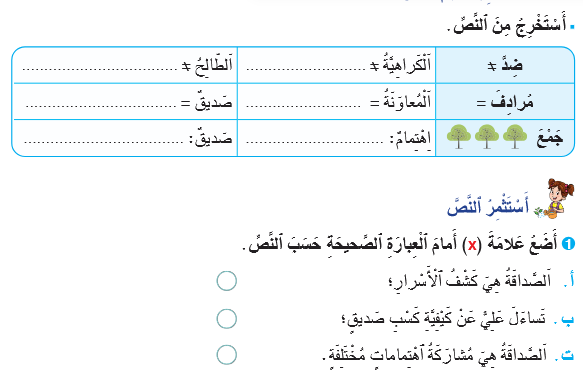 • أَسْتَخْرِجُ مِنَ ٱلنَّصِّ.
ضِدَّ ≠ ٱَلْكَراهِيَّةُ ≠ .................................... ٱَلطّالِحُ ≠ ....................................
مُرادِفَ = ٱَلْمُعاوَنَةُ = .................................... صَديقٌ = ....................................
جَمْعَ اِهْتِمامٌ: .................................... صَديقٌ: ....................................
أَسْتَثْمِرُ ٱلنَّصَّ
1 أَضَعُ عَلامَةَ (x) أَمامَ ٱلْعِبارَةِ ٱلصَّحيحَةِ حَسَبَ ٱلنَّصِّ.
أ. ٱَلصَّداقَةُ هِيَ كَشْفُ ٱلْأَسْرارِ؛
ب. تَساءَلَ عَلِيٌّ عَنْ كَيْفِيَّةِ كَسْبِ صَديقٍ؛
ت. ٱَلصَّداقَةُ هِيَ مُشارَكَةُ ٱهْتِماماتٍ مُخْتَلِفَةٍ.